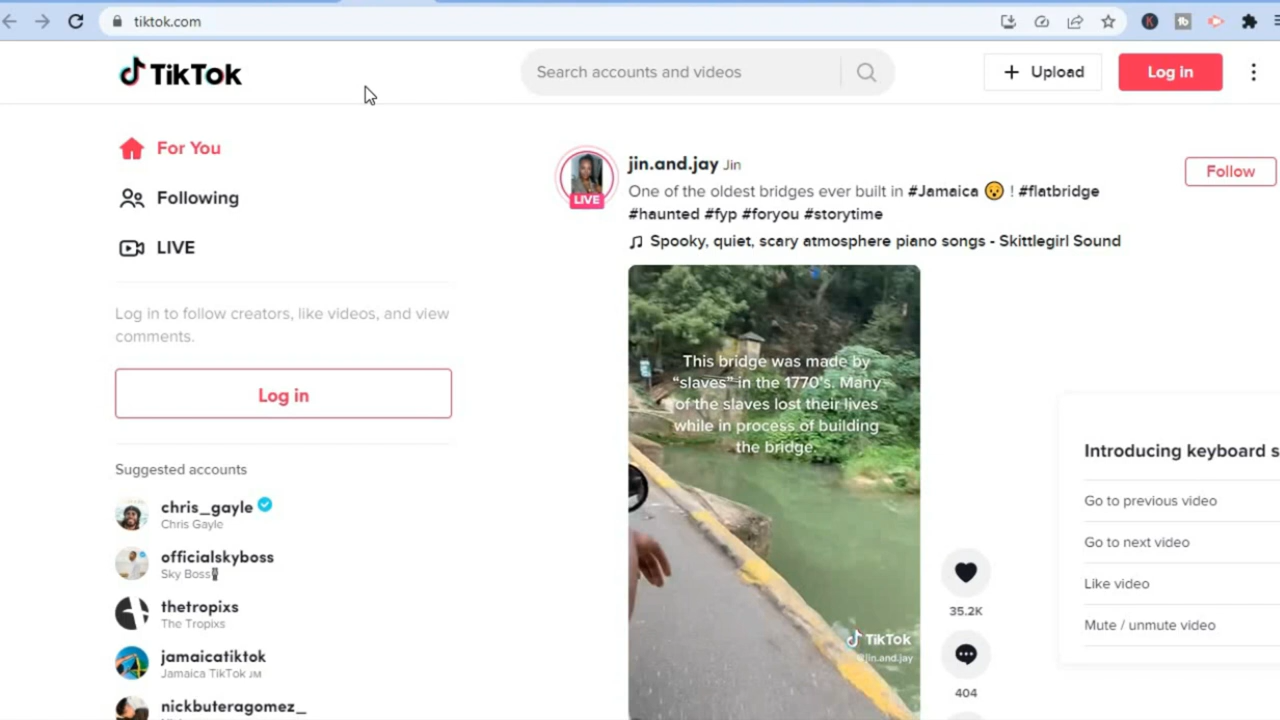 tiktok.com
TikTok
Search accounts and videos
Upload
Log in
For You
Following
LIVE
Log in to follow creators, like videos, and view
comments.
Log in
Suggested accounts
chris_gayle
Chris Gayle
officialskyboss
Sky Boss
thetropixs
The Tropixs
jamaicatiktok
Jamaica TikTok JM
nickbuteragomez_
jin.and.jay Jin
Follow
LIVE
One of the oldest bridges ever built in #Jamaica 😮 ! #flatbridge
#haunted #fyp #foryou #storytime
Spooky, quiet, scary atmosphere piano songs - Skittlegirl Sound
This bridge was made by
“slaves” in the 1770's. Many
of the slaves lost their lives
while in process of building
the bridge.
TikTok
@jin.and.jay
35.2K
404
Introducing keyboard s
Go to previous video
Go to next video
Like video
Mute / unmute video